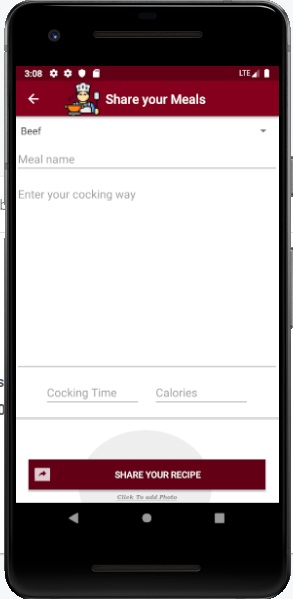 3:08 LTE
Share your Meals
Beef
Meal name
Enter your cocking way
Cocking Time Calories
SHARE YOUR RECIPE
Click To add Photo